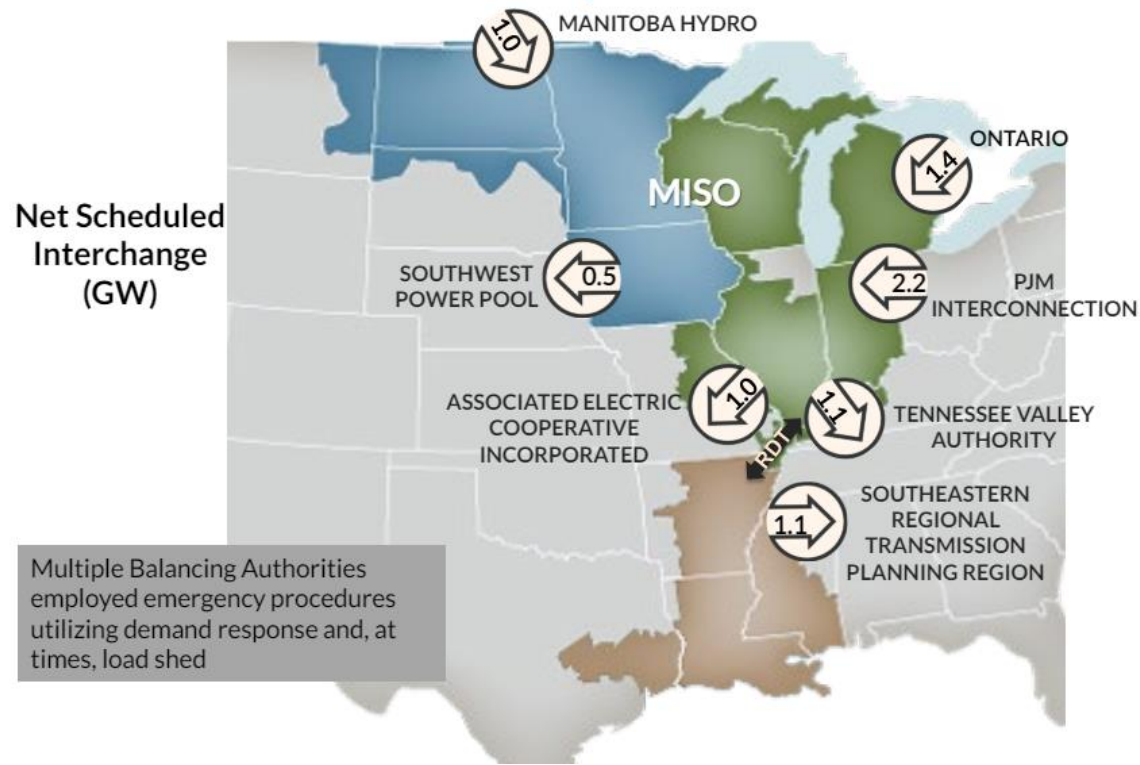 MANITOBA HYDRO
1.0
ONTARIO
1.4
MISO
Net Scheduled
Interchange
(GW)
SOUTHWEST
POWER POOL
0.5
2.2
PJM
INTERCONNECTION
ASSOCIATED ELECTRIC
COOPERATIVE
INCORPORATED
1.0
1.1
TENNESSEE VALLEY
AUTHORITY
RDT
1.1
SOUTHEASTERN
REGIONAL
TRANSMISSION
PLANNING REGION
Multiple Balancing Authorities
employed emergency procedures
utilizing demand response and, at
times, load shed